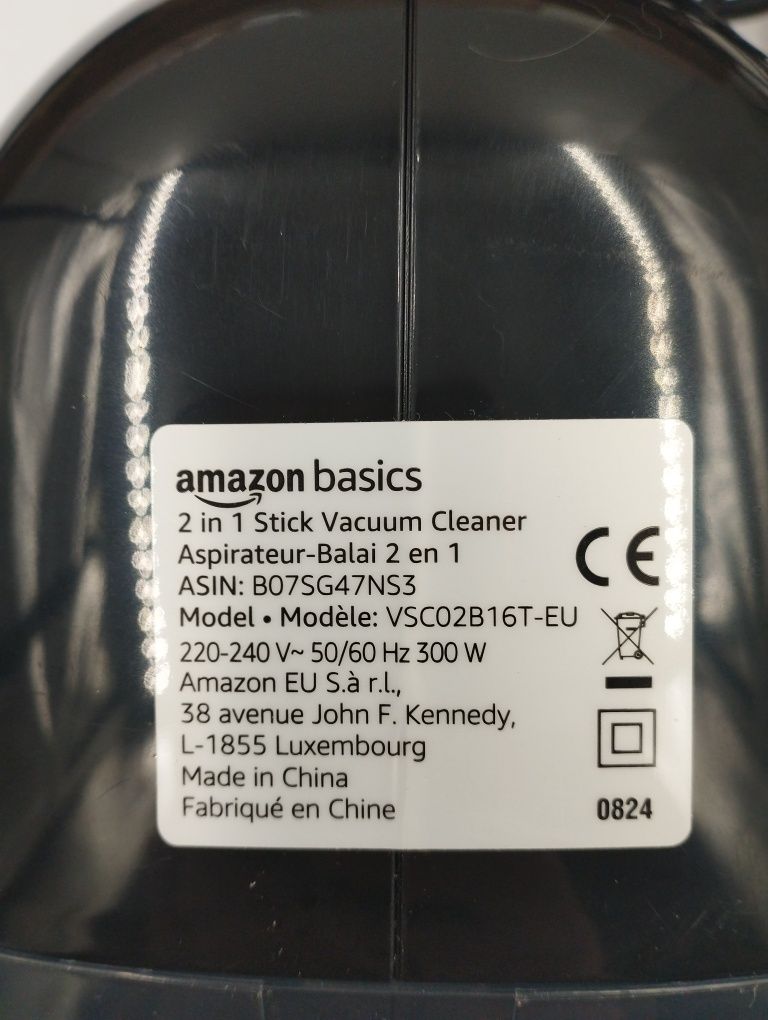 amazon basics
2 in 1 Stick Vacuum Cleaner
Aspirateur-Balai 2 en 1
ASIN: B07SG47NS3
Model • Modèle: VSC02B16T-EU
220-240 V~ 50/60 Hz 300 W
Amazon EU S.à r.l.,
38 avenue John F. Kennedy,
L-1855 Luxembourg
Made in China
Fabriqué en Chine
CE
0824